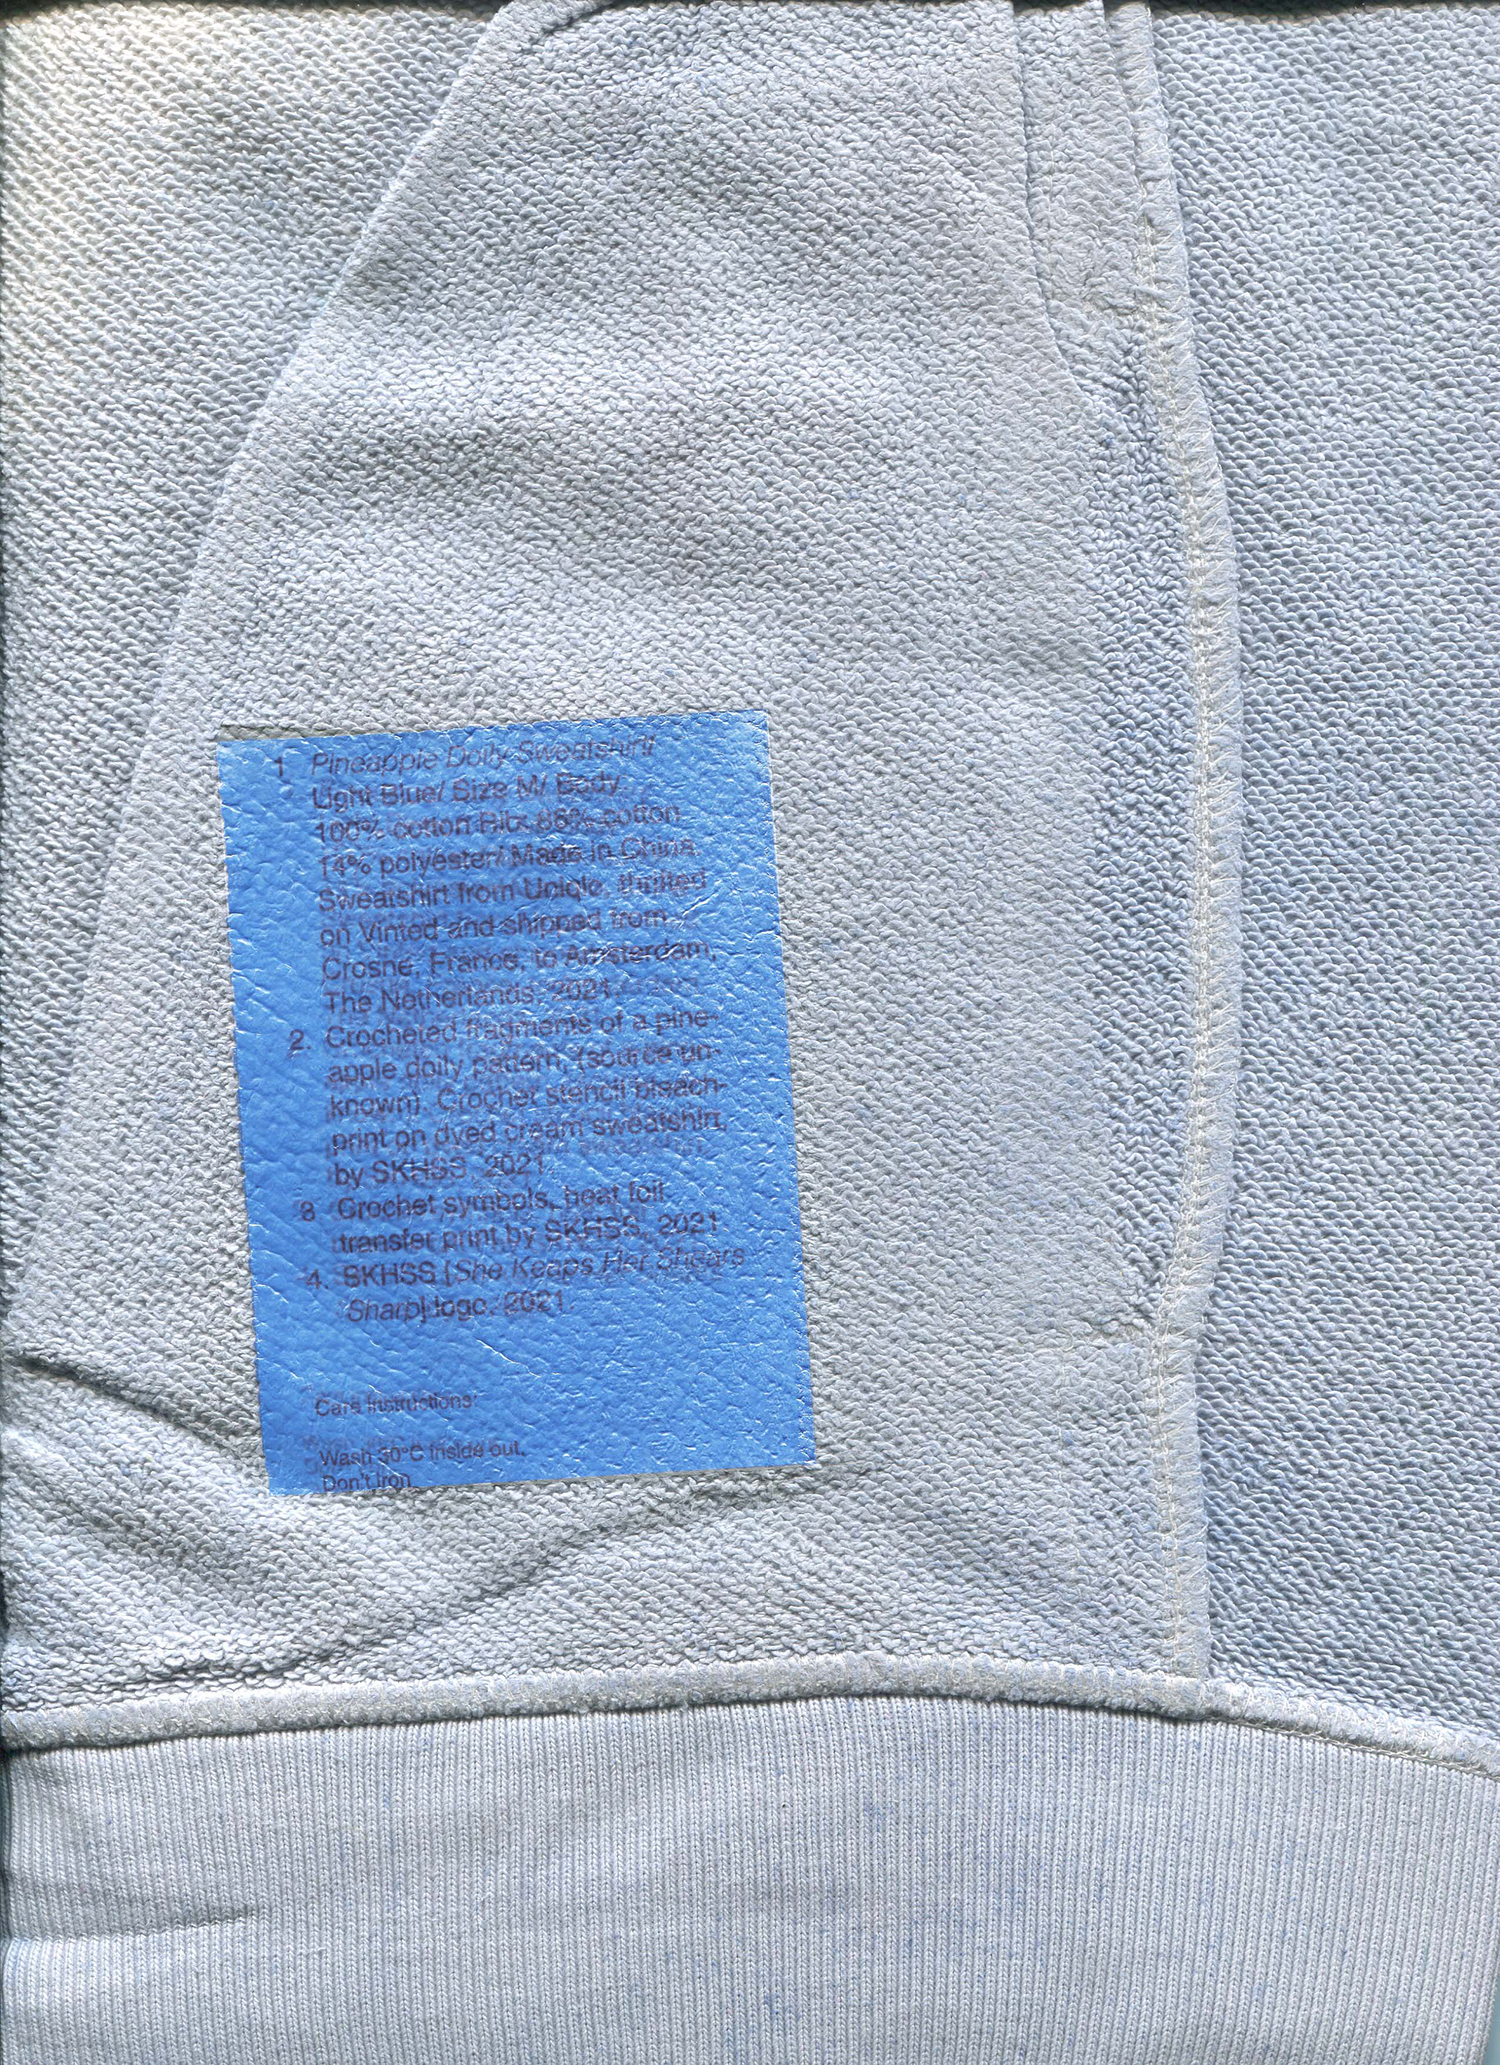 1 Pineapple Doily Sweatshirt/
Light Blue/ Size M/ Body:
100% cotton Rib: 86% cotton
14% polyester/ Made in China.
Sweatshirt from Uniqlo, thrifted
on Vinted and shipped from
Crosne, France, to Amsterdam,
The Netherlands, 2021.
2. Crocheted fragments of a pine-
apple doily pattern, (source un-
known). Crochet stencil bleach-
print on dyed cream sweatshirt,
by SKHSS, 2021.
3 Crochet symbols, heat foil
transfer print by SKHSS, 2021
4. SKHSS [She Keeps Her Shears
Sharp] logo, 2021.
Care instructions:
Wash 30°C inside out.
Don't iron.